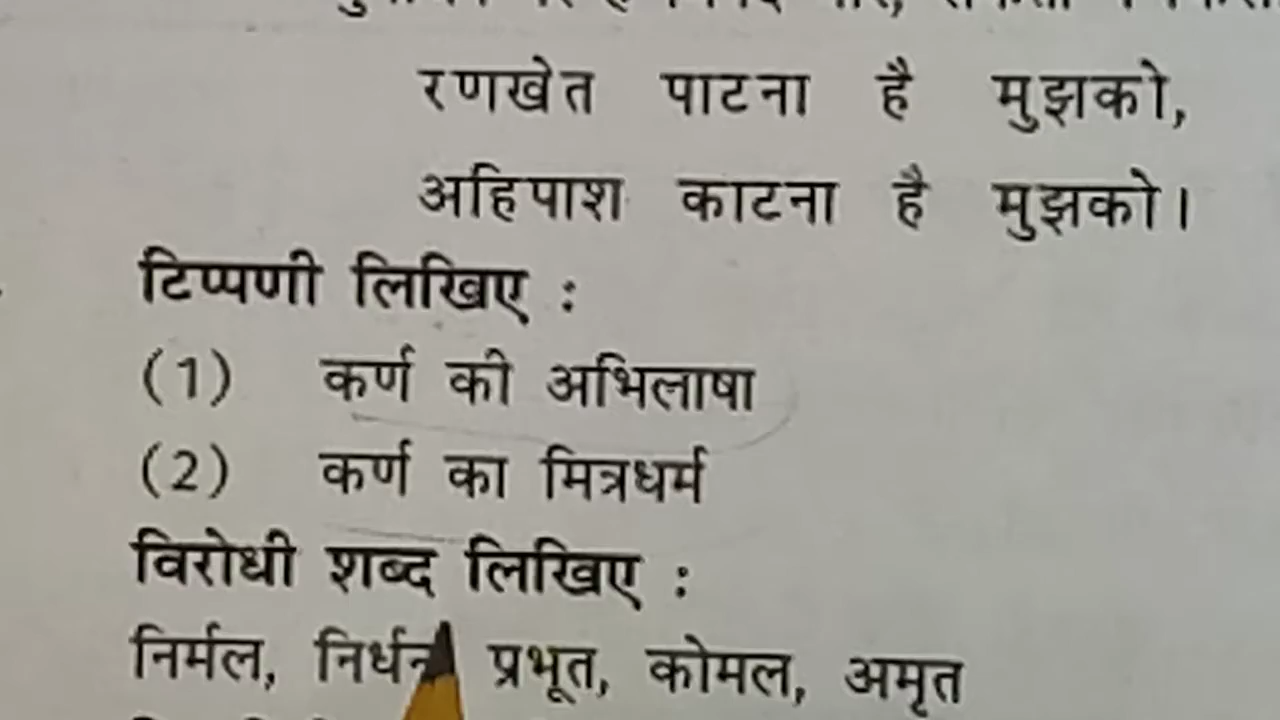 रणखेत पाटना है मुझको,
अहिपाश काटना है मुझको।
टिप्पणी लिखिए :
(1) कर्ण की अभिलाषा
(2) कर्ण का मित्रधर्म
विरोधी शब्द लिखिए :
निर्मल, निर्धन प्रभूत, कोमल, अमृत